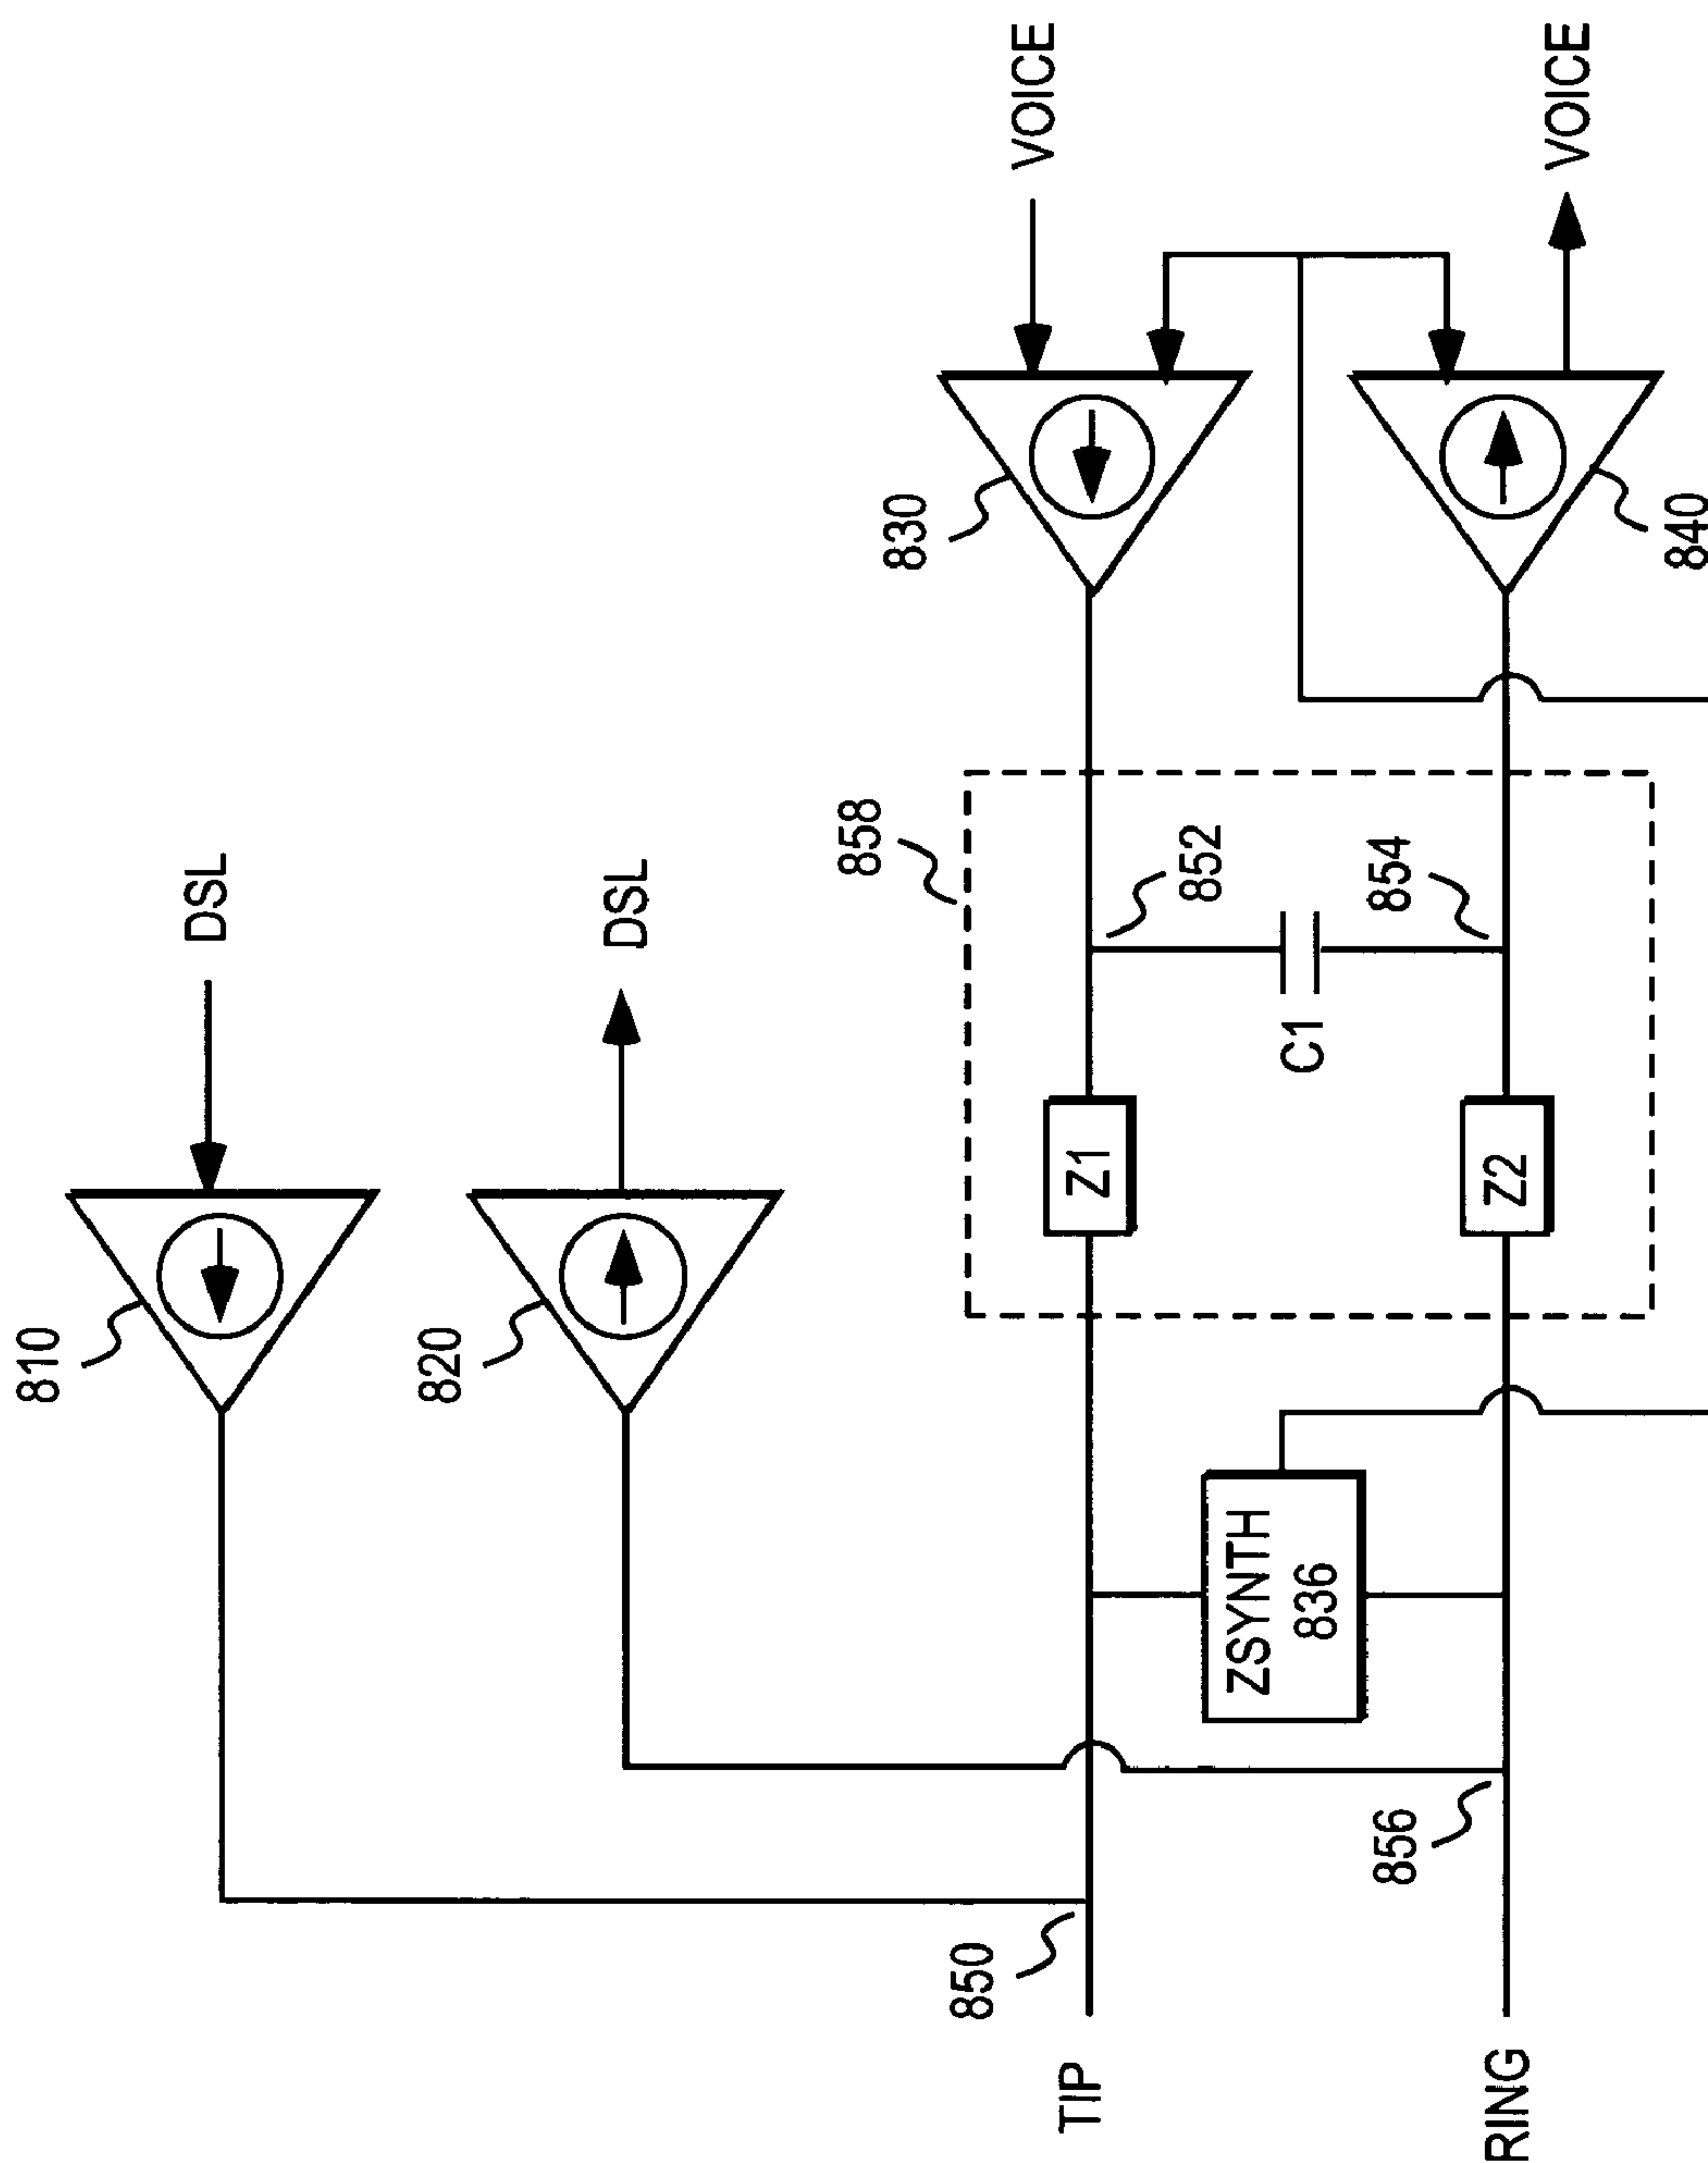 810
DSL
820
DSL
VOICE
830
858
852
Z1
850
TIP
C1
ZSYNTH
836
854
VOICE
840
Z2
856
RING